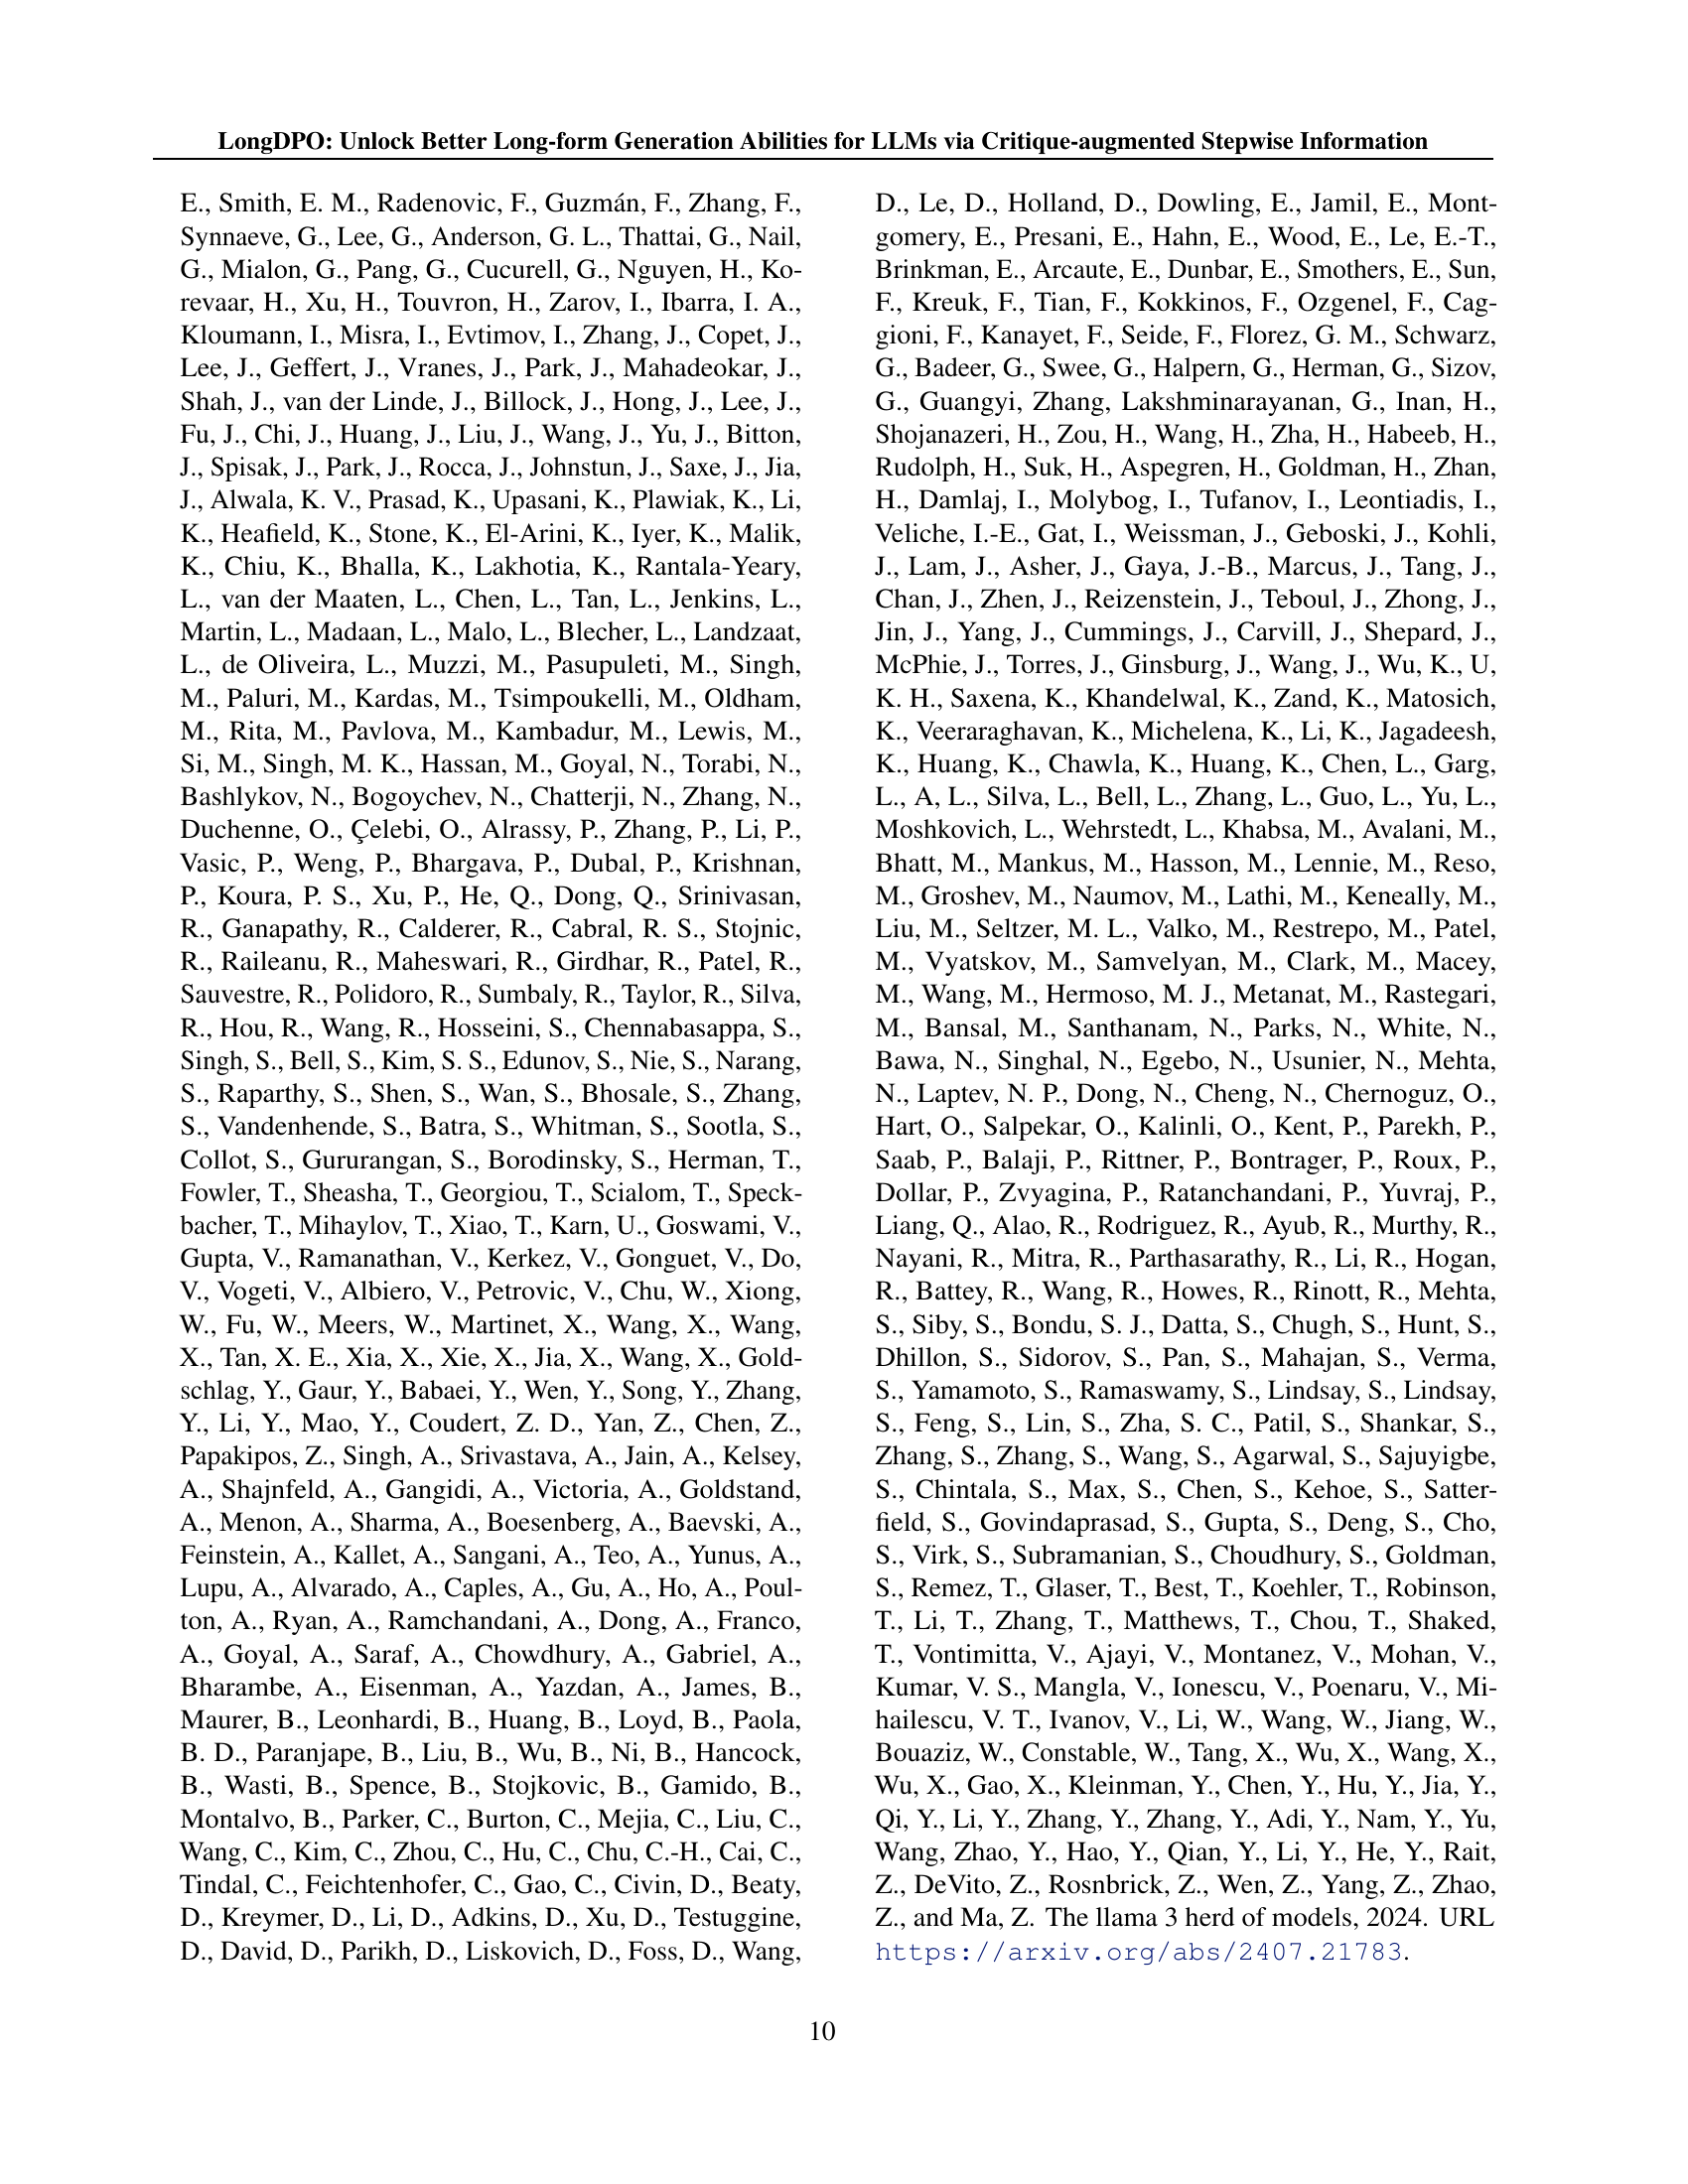 LongDPO: Unlock Better Long-form Generation Abilities for LLMs via Critique-augmented Stepwise Information
E., Smith, E. M., Radenovic, F., Guzmán, F., Zhang, F.,
Synnaeve, G., Lee, G., Anderson, G. L., Thattai, G., Nail,
G., Mialon, G., Pang, G., Cucurell, G., Nguyen, H., Ko-
revaar, H., Xu, H., Touvron, H., Zarov, I., Ibarra, I. A.,
Kloumann, I., Misra, I., Evtimov, I., Zhang, J., Copet, J.,
Lee, J., Geffert, J., Vranes, J., Park, J., Mahadeokar, J.,
Shah, J., van der Linde, J., Billock, J., Hong, J., Lee, J.,
Fu, J., Chi, J., Huang, J., Liu, J., Wang, J., Yu, J., Bitton,
J., Spisak, J., Park, J., Rocca, J., Johnstun, J., Saxe, J., Jia,
J., Alwala, K. V., Prasad, K., Upasani, K., Plawiak, K., Li,
K., Heafield, K., Stone, K., El-Arini, K., Iyer, K., Malik,
K., Chiu, K., Bhalla, K., Lakhotia, K., Rantala-Yeary,
L., van der Maaten, L., Chen, L., Tan, L., Jenkins, L.,
Martin, L., Madaan, L., Malo, L., Blecher, L., Landzaat,
L., de Oliveira, L., Muzzi, M., Pasupuleti, M., Singh,
M., Paluri, M., Kardas, M., Tsimpoukelli, M., Oldham,
M., Rita, M., Pavlova, M., Kambadur, M., Lewis, M.,
Si, M., Singh, M. K., Hassan, M., Goyal, N., Torabi, N.,
Bashlykov, N., Bogoychev, N., Chatterji, N., Zhang, N.,
Duchenne, O., Çelebi, O., Alrassy, P., Zhang, P., Li, P.,
Vasic, P., Weng, P., Bhargava, P., Dubal, P., Krishnan,
P., Koura, P. S., Xu, P., He, Q., Dong, Q., Srinivasan,
R., Ganapathy, R., Calderer, R., Cabral, R. S., Stojnic,
R., Raileanu, R., Maheswari, R., Girdhar, R., Patel, R.,
Sauvestre, R., Polidoro, R., Sumbaly, R., Taylor, R., Silva,
R., Hou, R., Wang, R., Hosseini, S., Chennabasappa, S.,
Singh, S., Bell, S., Kim, S. S., Edunov, S., Nie, S., Narang,
S., Raparthy, S., Shen, S., Wan, S., Bhosale, S., Zhang,
S., Vandenhende, S., Batra, S., Whitman, S., Sootla, S.,
Collot, S., Gururangan, S., Borodinsky, S., Herman, T.,
Fowler, T., Sheasha, T., Georgiou, T., Scialom, T., Speck-
bacher, T., Mihaylov, T., Xiao, T., Karn, U., Goswami, V.,
Gupta, V., Ramanathan, V., Kerkez, V., Gonguet, V., Do,
V., Vogeti, V., Albiero, V., Petrovic, V., Chu, W., Xiong,
W., Fu, W., Meers, W., Martinet, X., Wang, X., Wang,
X., Tan, X. E., Xia, X., Xie, X., Jia, X., Wang, X., Gold-
schlag, Y., Gaur, Y., Babaei, Y., Wen, Y., Song, Y., Zhang,
Y., Li, Y., Mao, Y., Coudert, Z. D., Yan, Z., Chen, Z.,
Papakipos, Z., Singh, A., Srivastava, A., Jain, A., Kelsey,
A., Shajnfeld, A., Gangidi, A., Victoria, A., Goldstand,
A., Menon, A., Sharma, A., Boesenberg, A., Baevski, A.,
Feinstein, A., Kallet, A., Sangani, A., Teo, A., Yunus, A.,
Lupu, A., Alvarado, A., Caples, A., Gu, A., Ho, A., Poul-
ton, A., Ryan, A., Ramchandani, A., Dong, A., Franco,
A., Goyal, A., Saraf, A., Chowdhury, A., Gabriel, A.,
Bharambe, A., Eisenman, A., Yazdan, A., James, B.,
Maurer, B., Leonhardi, B., Huang, B., Loyd, B., Paola,
B. D., Paranjape, B., Liu, B., Wu, B., Ni, B., Hancock,
B., Wasti, B., Spence, B., Stojkovic, B., Gamido, B.,
Montalvo, B., Parker, C., Burton, C., Mejia, C., Liu, C.,
Wang, C., Kim, C., Zhou, C., Hu, C., Chu, C.-H., Cai, C.,
Tindal, C., Feichtenhofer, C., Gao, C., Civin, D., Beaty,
D., Kreymer, D., Li, D., Adkins, D., Xu, D., Testuggine,
D., David, D., Parikh, D., Liskovich, D., Foss, D., Wang,
D., Le, D., Holland, D., Dowling, E., Jamil, E., Mont-
gomery, E., Presani, E., Hahn, E., Wood, E., Le, E.-T.,
Brinkman, E., Arcaute, E., Dunbar, E., Smothers, E., Sun,
F., Kreuk, F., Tian, F., Kokkinos, F., Ozgenel, F., Cag-
gioni, F., Kanayet, F., Seide, F., Florez, G. M., Schwarz,
G., Badeer, G., Swee, G., Halpern, G., Herman, G., Sizov,
G., Guangyi, Zhang, Lakshminarayanan, G., Inan, H.,
Shojanazeri, H., Zou, H., Wang, H., Zha, H., Habeeb, H.,
Rudolph, H., Suk, H., Aspegren, H., Goldman, H., Zhan,
H., Damlaj, I., Molybog, I., Tufanov, I., Leontiadis, I.,
Veliche, I.-E., Gat, I., Weissman, J., Geboski, J., Kohli,
J., Lam, J., Asher, J., Gaya, J.-B., Marcus, J., Tang, J.,
Chan, J., Zhen, J., Reizenstein, J., Teboul, J., Zhong, J.,
Jin, J., Yang, J., Cummings, J., Carvill, J., Shepard, J.,
McPhie, J., Torres, J., Ginsburg, J., Wang, J., Wu, K., U,
K. H., Saxena, K., Khandelwal, K., Zand, K., Matosich,
K., Veeraraghavan, K., Michelena, K., Li, K., Jagadeesh,
K., Huang, K., Chawla, K., Huang, K., Chen, L., Garg,
L., A, L., Silva, L., Bell, L., Zhang, L., Guo, L., Yu, L.,
Moshkovich, L., Wehrstedt, L., Khabsa, M., Avalani, M.,
Bhatt, M., Mankus, M., Hasson, M., Lennie, M., Reso,
M., Groshev, M., Naumov, M., Lathi, M., Keneally, M.,
Liu, M., Seltzer, M. L., Valko, M., Restrepo, M., Patel,
M., Vyatskov, M., Samvelyan, M., Clark, M., Macey,
M., Wang, M., Hermoso, M. J., Metanat, M., Rastegari,
M., Bansal, M., Santhanam, N., Parks, N., White, N.,
Bawa, N., Singhal, N., Egebo, N., Usunier, N., Mehta,
N., Laptev, N. P., Dong, N., Cheng, N., Chernoguz, O.,
Hart, O., Salpekar, O., Kalinli, O., Kent, P., Parekh, P.,
Saab, P., Balaji, P., Rittner, P., Bontrager, P., Roux, P.,
Dollar, P., Zvyagina, P., Ratanchandani, P., Yuvraj, P.,
Liang, Q., Alao, R., Rodriguez, R., Ayub, R., Murthy, R.,
Nayani, R., Mitra, R., Parthasarathy, R., Li, R., Hogan,
R., Battey, R., Wang, R., Howes, R., Rinott, R., Mehta,
S., Siby, S., Bondu, S. J., Datta, S., Chugh, S., Hunt, S.,
Dhillon, S., Sidorov, S., Pan, S., Mahajan, S., Verma,
S., Yamamoto, S., Ramaswamy, S., Lindsay, S., Lindsay,
S., Feng, S., Lin, S., Zha, S. C., Patil, S., Shankar, S.,
Zhang, S., Zhang, S., Wang, S., Agarwal, S., Sajuyigbe,
S., Chintala, S., Max, S., Chen, S., Kehoe, S., Satter-
field, S., Govindaprasad, S., Gupta, S., Deng, S., Cho,
S., Virk, S., Subramanian, S., Choudhury, S., Goldman,
S., Remez, T., Glaser, T., Best, T., Koehler, T., Robinson,
T., Li, T., Zhang, T., Matthews, T., Chou, T., Shaked,
T., Vontimitta, V., Ajayi, V., Montanez, V., Mohan, V.,
Kumar, V. S., Mangla, V., Ionescu, V., Poenaru, V., Mi-
hailescu, V. T., Ivanov, V., Li, W., Wang, W., Jiang, W.,
Bouaziz, W., Constable, W., Tang, X., Wu, X., Wang, X.,
Wu, X., Gao, X., Kleinman, Y., Chen, Y., Hu, Y., Jia, Y.,
Qi, Y., Li, Y., Zhang, Y., Zhang, Y., Adi, Y., Nam, Y., Yu,
Wang, Zhao, Y., Hao, Y., Qian, Y., Li, Y., He, Y., Rait,
Z., DeVito, Z., Rosnbrick, Z., Wen, Z., Yang, Z., Zhao,
Z., and Ma, Z. The llama 3 herd of models, 2024. URL
https://arxiv.org/abs/2407.21783.
10